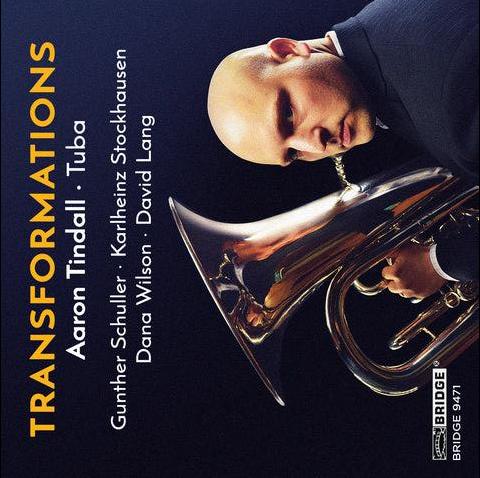 TRANSFORMATIONS
Aaron Tindall · Tuba
Gunther Schuller · Karlheinz Stockhausen
Dana Wilson · David Lang
BRIDGE®
BRIDGE 9471